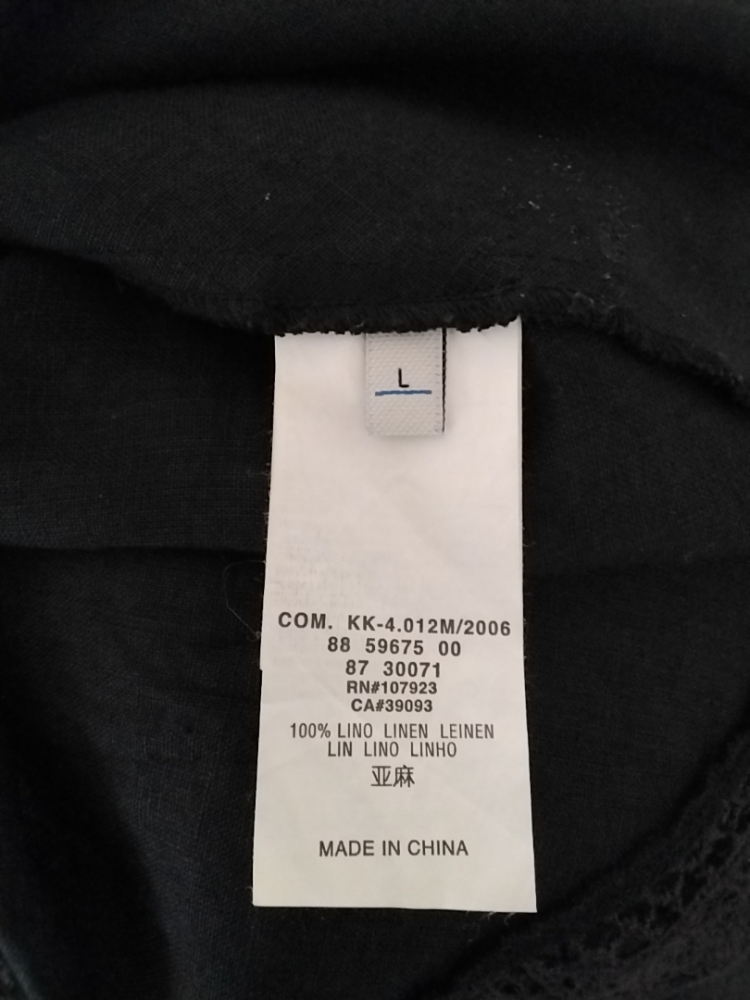 L
COM. KK-4.012M/2006
88 59675 00
87 30071
RN#107923
CA#39093
100% LINO LINEN LEINEN
LIN LINO LINHO
亚麻
MADE IN CHINA